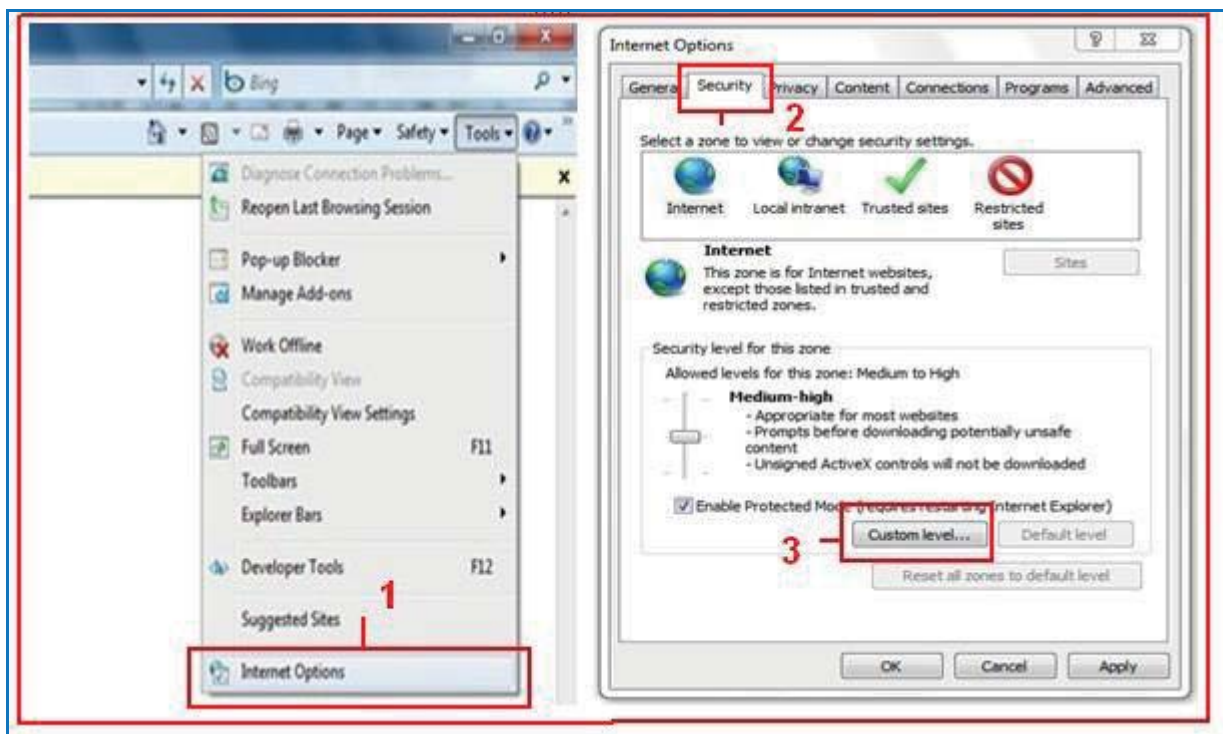 Bing
Page Safety Tools
Diagnose Connection Problems...
Reopen Last Browsing Session
Pop-up Blocker
Manage Add-ons
Work Offline
Compatibility View
Compatibility View Settings
Full Screen F11
Toolbars
Explorer Bars
Developer Tools F12
1
Suggested Sites
Internet Options
Internet Options
General Security Privacy Content Connections Programs Advanced
2
Select a zone to view or change security settings.
Internet Local intranet Trusted sites Restricted
sites
Internet
This zone is for Internet websites,
except those listed in trusted and
restricted zones.
Sites
Security level for this zone
Allowed levels for this zone: Medium to High
Medium-high
- Appropriate for most websites
- Prompts before downloading potentially unsafe
content
- Unsigned ActiveX controls will not be downloaded
Enable Protected Mode (requires restarting Internet Explorer)
3
Custom level... Default level
Reset all zones to default level
OK Cancel Apply